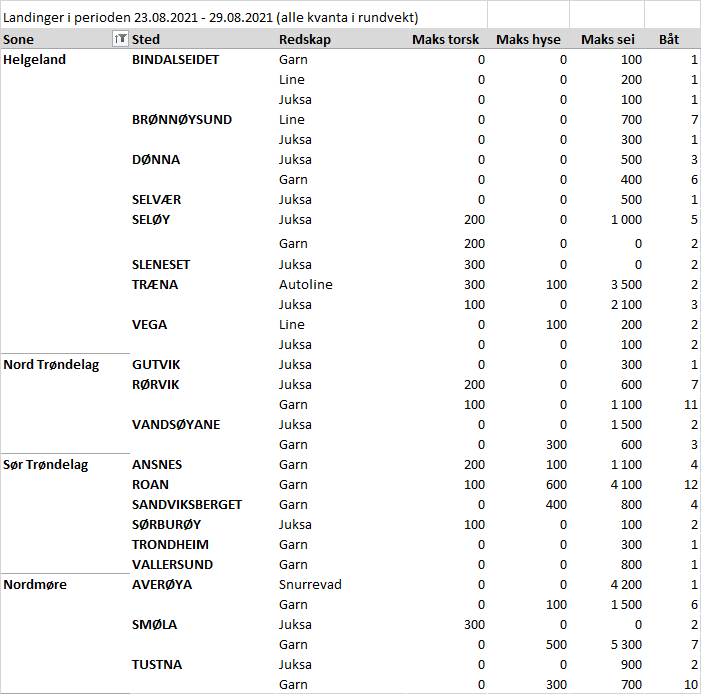 Landinger i perioden 23.08.2021 - 29.08.2021 (alle kvanta i rundvekt)
Sone Sted Redskap Maks torsk Maks hyse Maks sei Båt
Helgeland BINDALSEIDET Garn 0 0 100 1
Line 0 0 200 1
Juksa 0 0 100 1
BRØNNØYSUND Line 0 0 700 7
Juksa 0 0 300 1
DØNNA Juksa 0 0 500 3
Garn 0 0 400 6
SELVÆR Juksa 0 0 500 1
SELØY Juksa 200 0 1 000 5
Garn 200 0 0 2
SLENESET Juksa 300 0 0 2
TRÆNA Autoline 300 100 3 500 2
Juksa 100 0 2 100 3
VEGA Line 0 100 200 2
Juksa 0 0 100 2
Nord Trøndelag GUTVIK Juksa 0 0 300 1
RØRVIK Juksa 200 0 600 7
Garn 100 0 1 100 11
VANDSØYANE Juksa 0 0 1 500 2
Garn 0 300 600 3
Sør Trøndelag ANSNES Garn 200 100 1 100 4
ROAN Garn 100 600 4 100 12
SANDVIKSBERGET Garn 0 400 800 4
SØRBURØY Juksa 100 0 100 2
TRONDHEIM Garn 0 0 300 1
VALLERSUND Garn 0 0 800 1
Nordmøre AVERØYA Snurrevad 0 0 4 200 1
Garn 0 100 1 500 6
SMØLA Juksa 300 0 0 2
Garn 0 500 5 300 7
TUSTNA Juksa 0 0 900 2
Garn 0 300 700 10